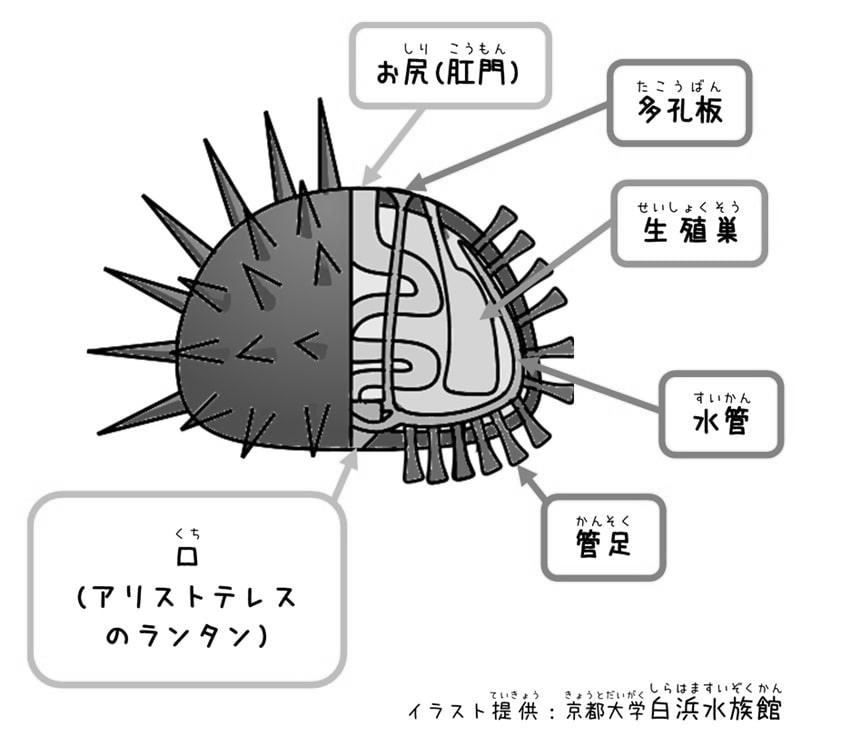 しり こうもん
お尻(肛門)
たこうばん
多孔板
せいしょくそう
生殖巣
すいかん
水管
かんそく
管足
くち
口
(アリストテレス
のランタン)
ていきょう きょうとだいがく しらはますいぞくかん
イラスト提供:京都大学白浜水族館